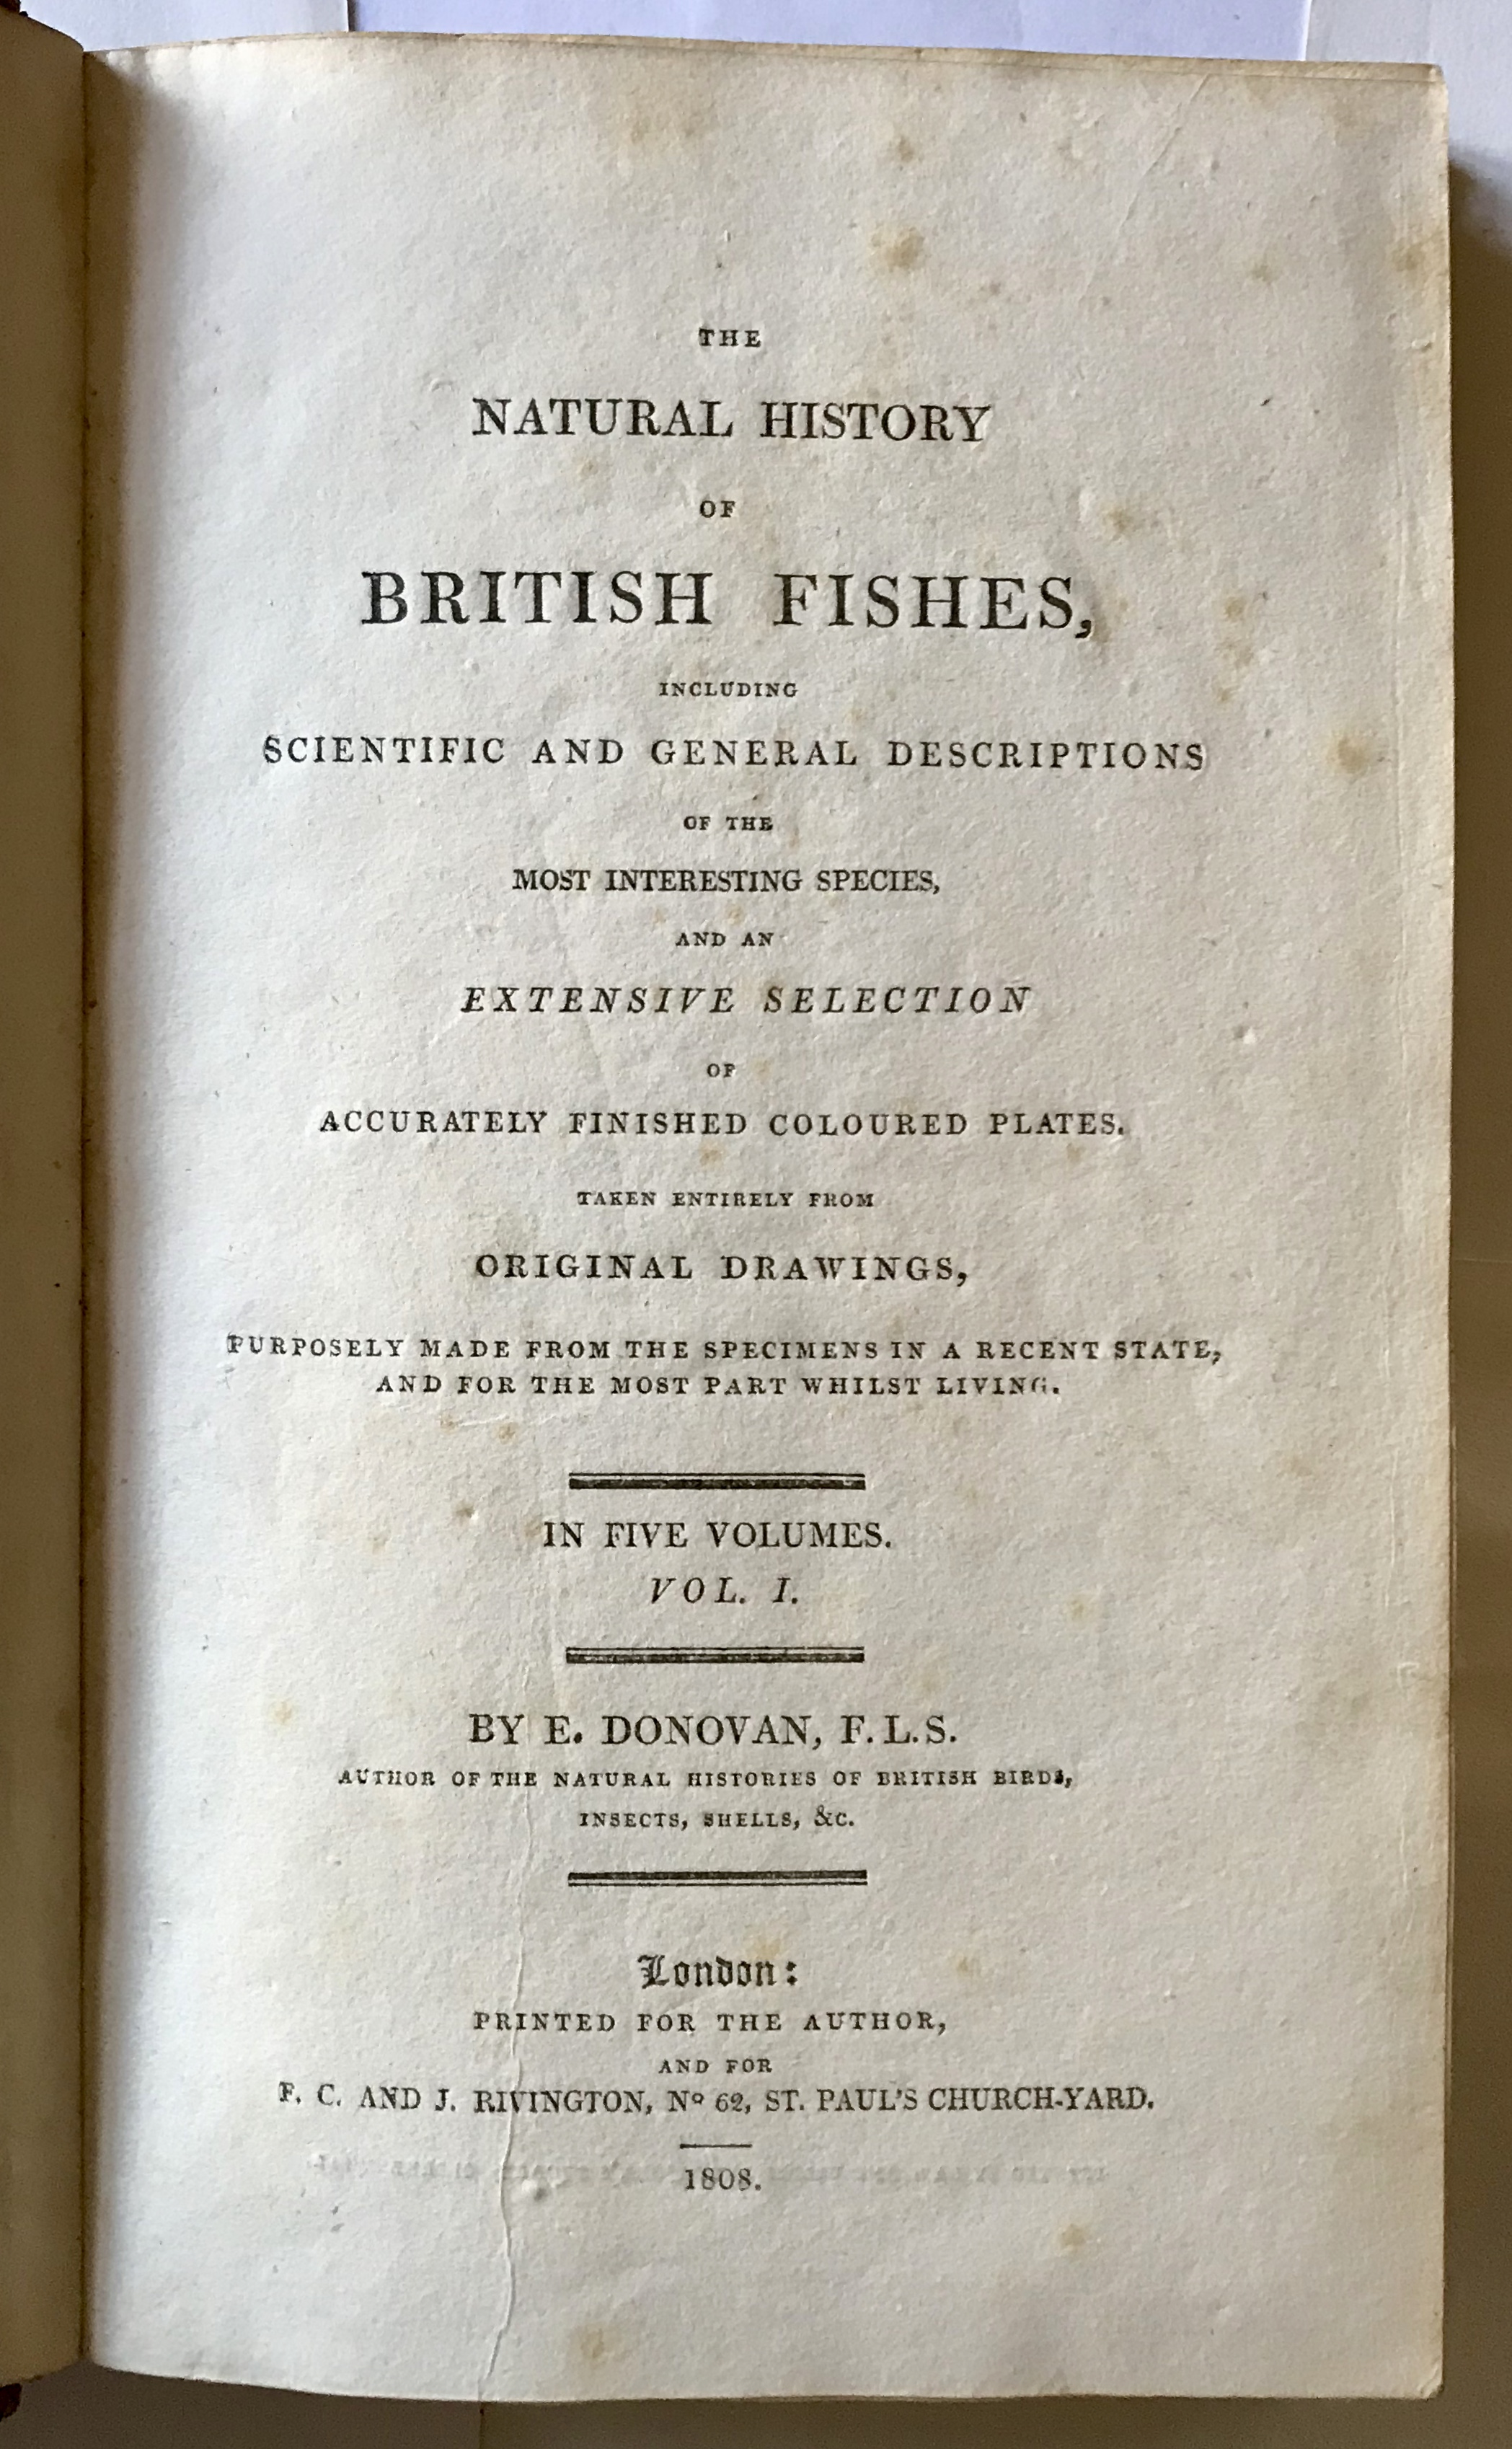 THE
NATURAL HISTORY
OF
BRITISH FISHES,
INCLUDING
SCIENTIFIC AND GENERAL DESCRIPTIONS
OF THE
MOST INTERESTING SPECIES,
AND AN
EXTENSIVE SELECTION
OF
ACCURATELY FINISHED COLOURED PLATES.
TAKEN ENTIRELY FROM
ORIGINAL DRAWINGS,
PURPOSELY MADE FROM THE SPECIMENS IN A RECENT STATE,
AND FOR THE MOST PART WHILST LIVING.
IN FIVE VOLUMES.
VOL. I.
BY E. DONOVAN, F.L.S.
AUTHOR OF THE NATURAL HISTORIES OF BRITISH BIRDS,
INSECTS, SHELLS, &c.
London:
PRINTED FOR THE AUTHOR,
AND FOR
F. C. AND J. RIVINGTON, Nº 62, ST. PAUL'S CHURCH-YARD.
1808.